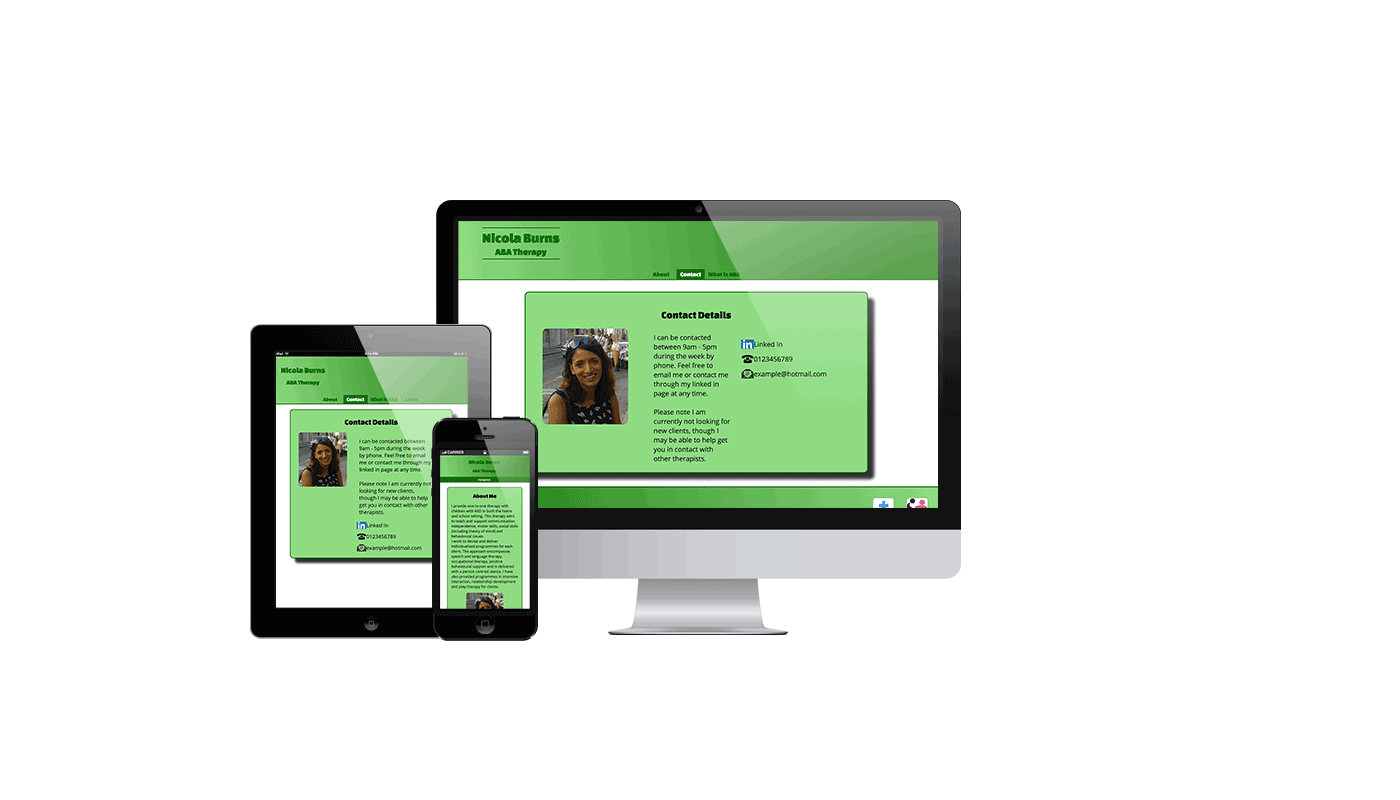 Nicola Burns
ABA Therapy
About Contact What is ABA
Contact Details
I can be contacted
between 9am - 5pm
during the week by
phone. Feel free to
email me or contact me
through my linked in
page at any time.
Please note I am
currently not looking for
new clients, though I
may be able to help get
you in contact with
other therapists.
in Linked In
0123456789
example@hotmail.com
iPad
Nicola Burns
ABA Therapy
About Contact What is ABA Links
Contact Details
I can be contacted between
9am - 5pm during the week
by phone. Feel free to email
me or contact me through my
linked in page at any time.
Please note I am currently not
looking for new clients,
though I may be able to help
get you in contact with other
therapists.
in Linked In
0123456789
example@hotmail.com
CARRIER
Nicola Burns
ABA Therapy
Navigation
About Me
I provide one-to-one therapy with
children with ASD in both the home
and school setting. This therapy aims
to teach and support communication,
independence, motor skills, social skills
(including theory of mind) and
behavioural issues.
I work to devise and deliver
individualised programmes for each
client. The approach encompasses
speech and language therapy,
occupational therapy, positive
behavioural support and is delivered
with a person centred stance. I have
also provided programmes in intensive
interaction, relationship development
and play therapy for clients.